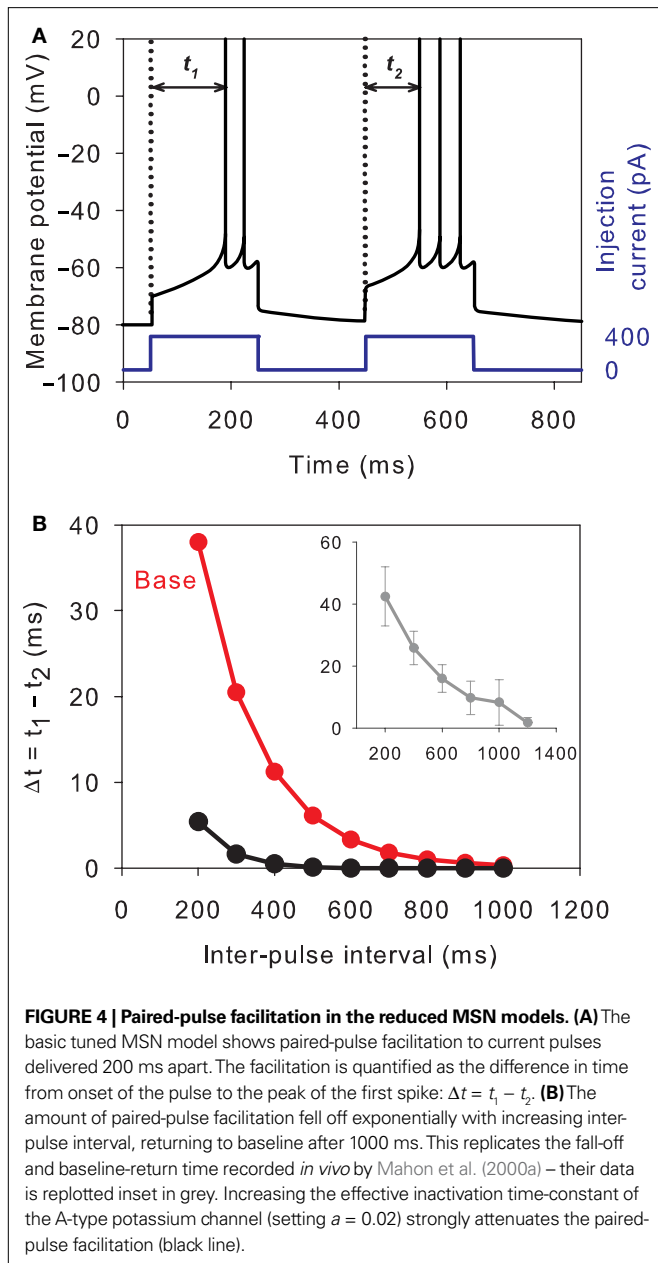 A
t1
t2
20
0
−20
−40
−60
−80
−100
Membrane potential (mV)
Injection
current (pA)
400
0
0
200
400
600
800
Time (ms)
B
40
30
20
10
0
Δt = t1 − t2 (ms)
Base
60
40
20
0
200
600
1000
1400
0
200
400
600
800
1000
1200
Inter-pulse interval (ms)
FIGURE 4 | Paired-pulse facilitation in the reduced MSN models. (A) The
basic tuned MSN model shows paired-pulse facilitation to current pulses
delivered 200 ms apart. The facilitation is quantified as the difference in time
from onset of the pulse to the peak of the first spike: Δt = t1 − t2. (B) The
amount of paired-pulse facilitation fell off exponentially with increasing inter-
pulse interval, returning to baseline after 1000 ms. This replicates the fall-off
and baseline-return time recorded in vivo by Mahon et al. (2000a) – their data
is replotted inset in grey. Increasing the effective inactivation time-constant of
the A-type potassium channel (setting a = 0.02) strongly attenuates the paired-
pulse facilitation (black line).